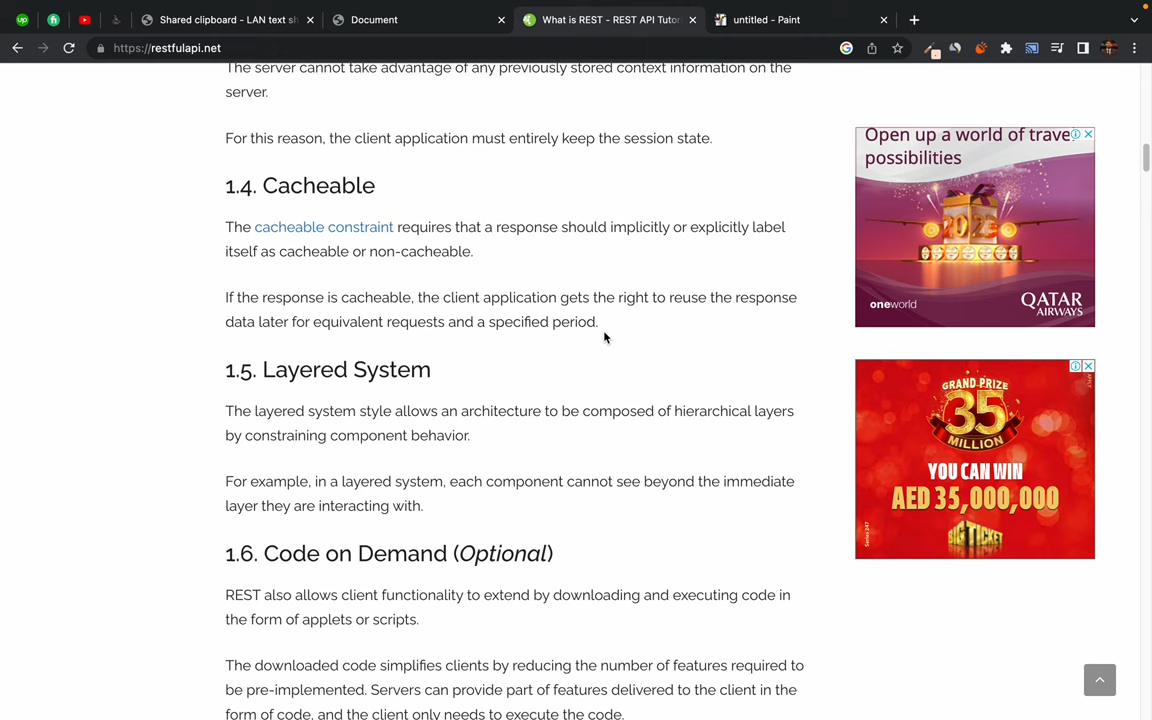 Shared clipboard - LAN text sh
Document
What is REST - REST API Tutor
untitled - Paint
https://restfulapi.net
The server cannot take advantage of any previously stored context information on the
server.
For this reason, the client application must entirely keep the session state.
1.4. Cacheable
The cacheable constraint requires that a response should implicitly or explicitly label
itself as cacheable or non-cacheable.
If the response is cacheable, the client application gets the right to reuse the response
data later for equivalent requests and a specified period.
1.5. Layered System
The layered system style allows an architecture to be composed of hierarchical layers
by constraining component behavior.
For example, in a layered system, each component cannot see beyond the immediate
layer they are interacting with.
1.6. Code on Demand (Optional)
REST also allows client functionality to extend by downloading and executing code in
the form of applets or scripts.
The downloaded code simplifies clients by reducing the number of features required to
be pre-implemented. Servers can provide part of features delivered to the client in the
form of code, and the client only needs to execute the code.
Open up a world of trave
possibilities
2023
oneworld
QATAR
AIRWAYS
GRAND PRIZE
35
MILLION
YOU CAN WIN
AED 35,000,000
BIG TICKET
Series 247